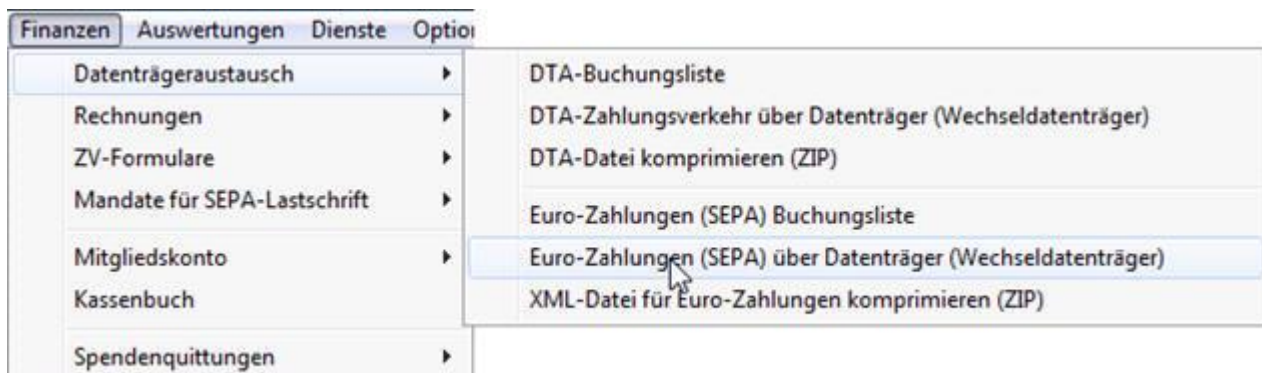 Finanzen Auswertungen Dienste Option
Datenträgeraustausch
Rechnungen
ZV-Formulare
Mandate für SEPA-Lastschrift
Mitgliedskonto
Kassenbuch
Spendenquittungen
DTA-Buchungsliste
DTA-Zahlungsverkehr über Datenträger (Wechseldatenträger)
DTA-Datei komprimieren (ZIP)
Euro-Zahlungen (SEPA) Buchungsliste
Euro-Zahlungen (SEPA) über Datenträger (Wechseldatenträger)
XML-Datei für Euro-Zahlungen komprimieren (ZIP)